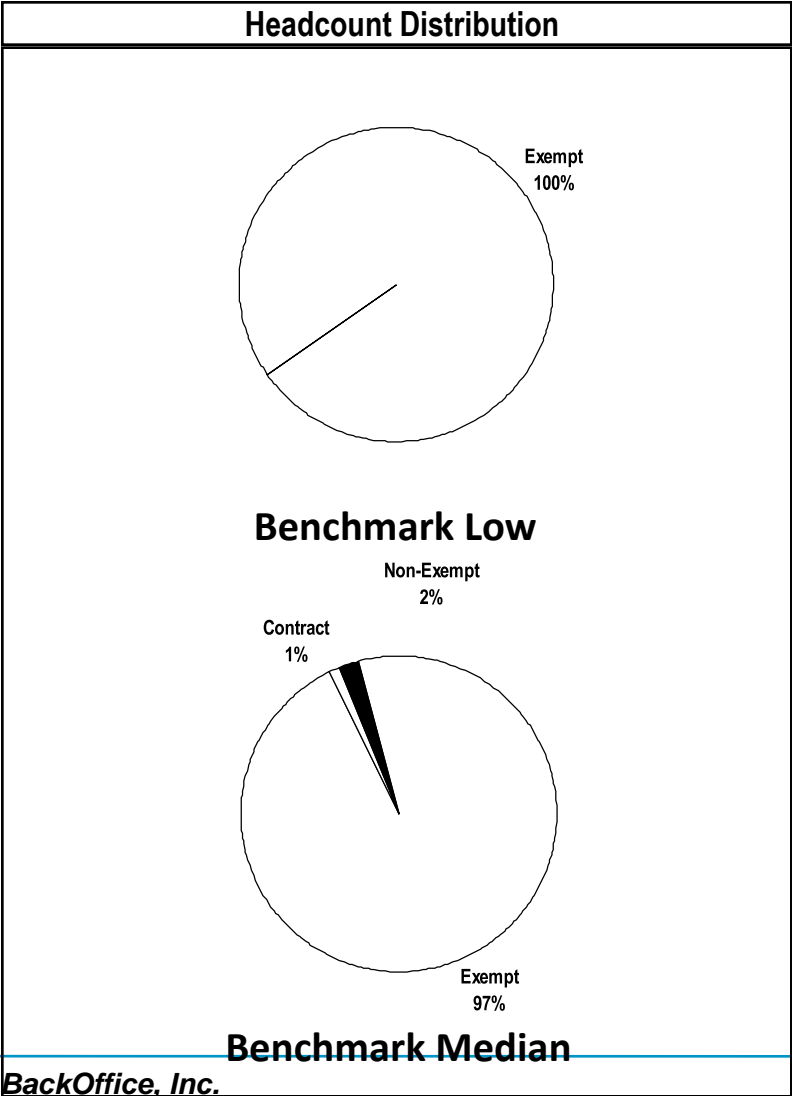 Headcount Distribution
Exempt
100%
Benchmark Low
Non-Exempt
2%
Contract
1%
Exempt
97%
Benchmark Median
BackOffice, Inc.